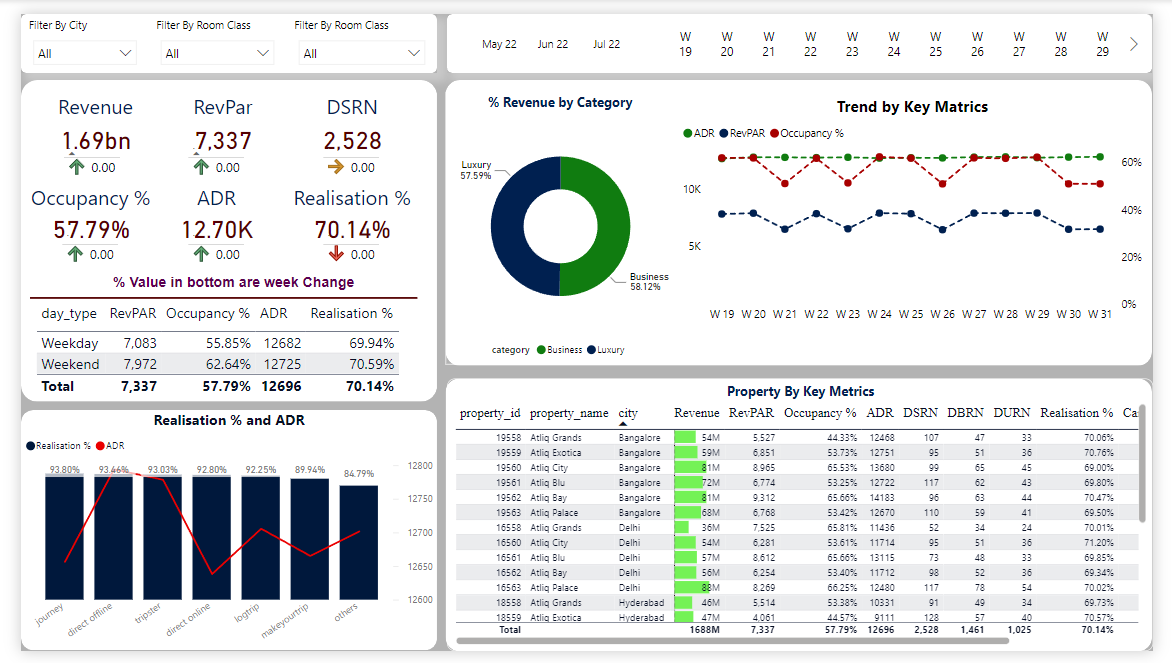 Filter By City Filter By Room Class Filter By Room Class
All All All
May 22 Jun 22 Jul 22
W 19 W 20 W 21 W 22 W 23 W 24 W 25 W 26 W 27 W 28 W 29
Revenue RevPar DSRN
1.69bn 7,337 2,528
0.00 0.00 0.00
Occupancy % ADR Realisation %
57.79% 12.70K 70.14%
0.00 0.00 0.00
% Value in bottom are week Change
day_type RevPAR Occupancy % ADR Realisation %
Weekday 7,083 55.85% 12682 69.94%
Weekend 7,972 62.64% 12725 70.59%
Total 7,337 57.79% 12696 70.14%
% Revenue by Category
Luxury
57.59%
Business
58.12%
category Business Luxury
Trend by Key Matrics
ADR RevPAR Occupancy %
10K
5K
60%
40%
20%
0%
W 19 W 20 W 21 W 22 W 23 W 24 W 25 W 26 W 27 W 28 W 29 W 30 W 31
Realisation % and ADR
Realisation % ADR
93.80% 93.46% 93.03% 92.80% 92.25% 89.94% 84.79%
12800
12750
12700
12650
12600
journey direct offline tripster direct online logtrip makeyourtrip others
Property By Key Metrics
property_id property_name city Revenue RevPAR Occupancy % ADR DSRN DBRN DURN Realisation % Ca
19558 Atliq Grands Bangalore 54M 5,527 44.33% 12468 107 47 33 70.06%
19559 Atliq Exotica Bangalore 59M 6,851 53.73% 12751 95 51 36 70.76%
19560 Atliq City Bangalore 81M 8,965 65.53% 13680 99 65 45 69.00%
19561 Atliq Blu Bangalore 72M 6,774 53.25% 12722 117 62 43 69.80%
19562 Atliq Bay Bangalore 81M 9,312 65.66% 14183 96 63 44 70.47%
19563 Atliq Palace Bangalore 68M 6,768 53.42% 12670 110 59 41 69.50%
16558 Atliq Grands Delhi 36M 7,525 65.81% 11436 52 34 24 70.01%
16560 Atliq City Delhi 54M 6,281 53.61% 11714 95 51 36 71.20%
16561 Atliq Blu Delhi 57M 8,612 65.66% 13115 73 48 33 69.85%
16562 Atliq Bay Delhi 56M 6,254 53.40% 11712 98 52 36 69.34%
16563 Atliq Palace Delhi 88M 8,269 66.25% 12480 117 78 54 70.02%
18558 Atliq Grands Hyderabad 46M 5,514 53.38% 10331 91 49 34 69.73%
18559 Atliq Exotica Hyderabad 47M 4,061 44.57% 9111 128 57 40 70.57%
Total 1688M 7,337 57.79% 12696 2,528 1,461 1,025 70.14%